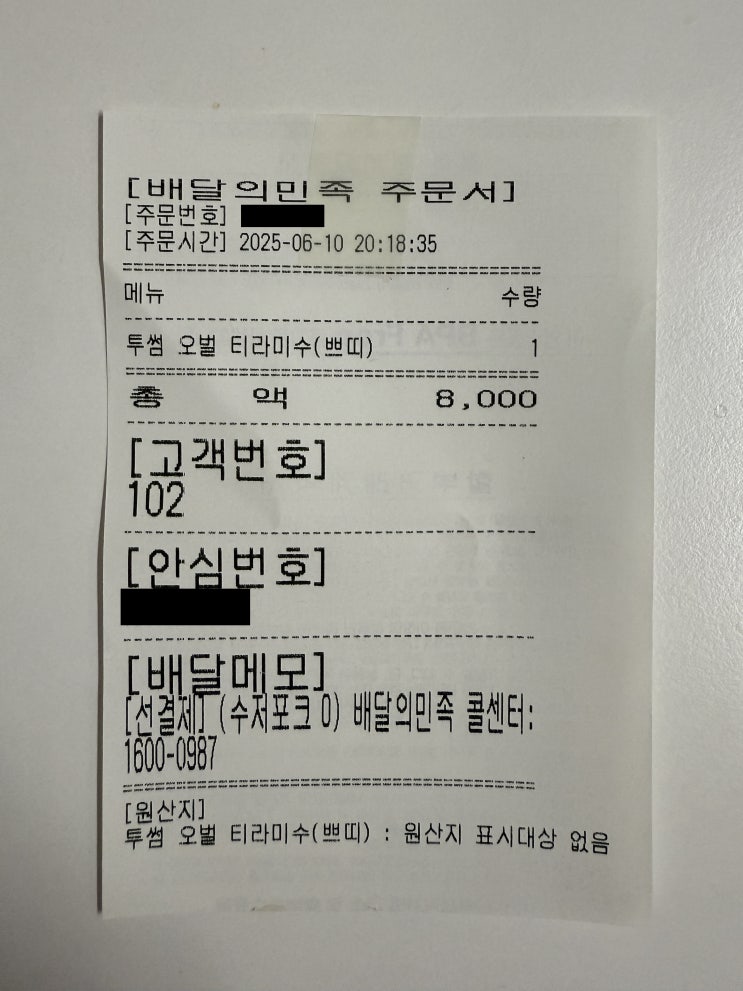 [배달의민족 주문서]
[주문번호]
[주문시간] 2025-06-10 20:18:35
메뉴 수량
투썸 오벌 티라미수(쁘띠) 1
총 액 8,000
[고객번호]
102
[안심번호]
[배달메모]
[선결제] (수저포크 O) 배달의민족 콜센터:
1600-0987
[원산지]
투썸 오벌 티라미수(쁘띠) : 원산지 표시대상 없음